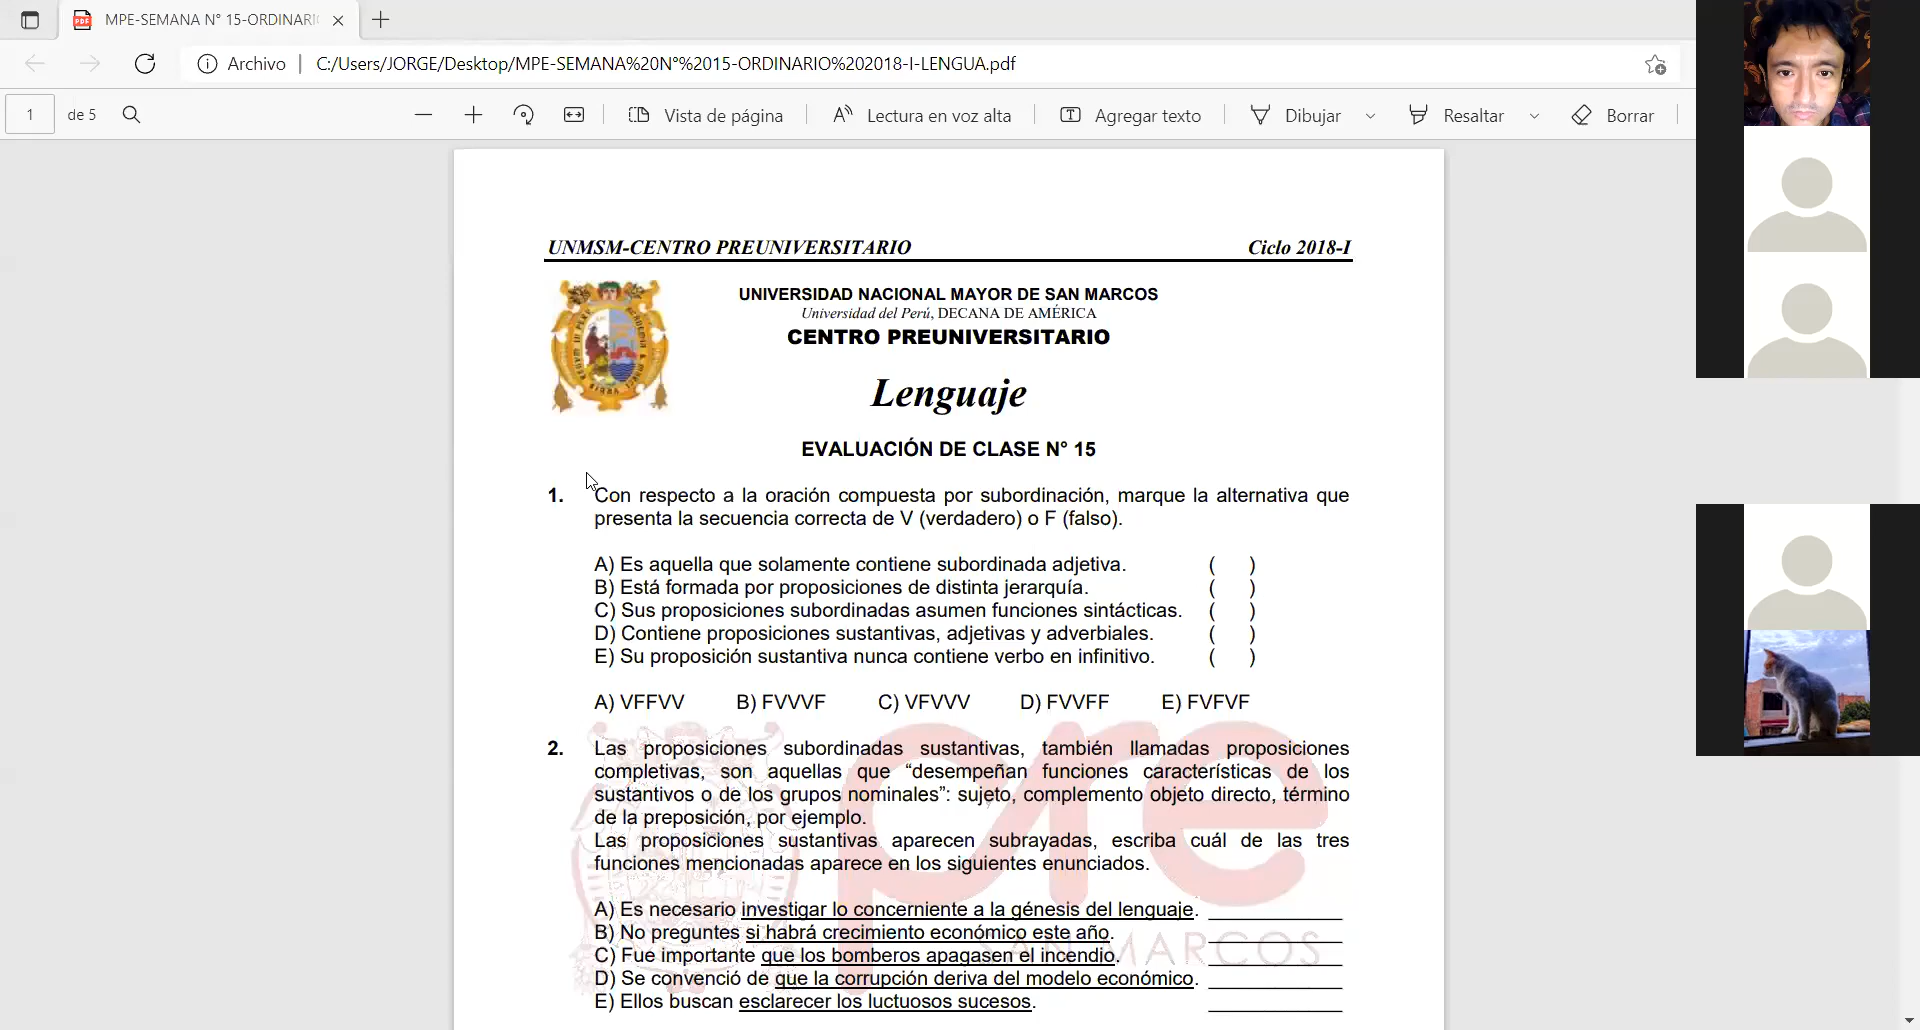 MPE-SEMANA N° 15-ORDINARI
Archivo | C:/Users/JORGE/Desktop/MPE-SEMANA%20N°%2015-ORDINARIO%202018-I-LENGUA.pdf
1 de 5
Vista de página
Lectura en voz alta
Agregar texto
Dibujar
Resaltar
Borrar
UNMSM-CENTRO PREUNIVERSITARIO Ciclo 2018-I
UNIVERSIDAD NACIONAL MAYOR DE SAN MARCOS
Universidad del Perú, DECANA DE AMÉRICA
CENTRO PREUNIVERSITARIO
Lenguaje
EVALUACIÓN DE CLASE N° 15
1. Con respecto a la oración compuesta por subordinación, marque la alternativa que
presenta la secuencia correcta de V (verdadero) o F (falso).
A) Es aquella que solamente contiene subordinada adjetiva. ( )
B) Está formada por proposiciones de distinta jerarquía. ( )
C) Sus proposiciones subordinadas asumen funciones sintácticas. ( )
D) Contiene proposiciones sustantivas, adjetivas y adverbiales. ( )
E) Su proposición sustantiva nunca contiene verbo en infinitivo. ( )
A) VFFVV B) FVVVF C) VFVVV D) FVVFF E) FVFVF
2. Las proposiciones subordinadas sustantivas, también llamadas proposiciones
completivas, son aquellas que “desempeñan funciones características de los
sustantivos o de los grupos nominales”: sujeto, complemento objeto directo, término
de la preposición, por ejemplo.
Las proposiciones sustantivas aparecen subrayadas, escriba cuál de las tres
funciones mencionadas aparece en los siguientes enunciados.
A) Es necesario investigar lo concerniente a la génesis del lenguaje. ____________
B) No preguntes si habrá crecimiento económico este año. ____________
C) Fue importante que los bomberos apagasen el incendio. ____________
D) Se convenció de que la corrupción deriva del modelo económico. ____________
E) Ellos buscan esclarecer los luctuosos sucesos. ____________
pre
SAN MARCOS